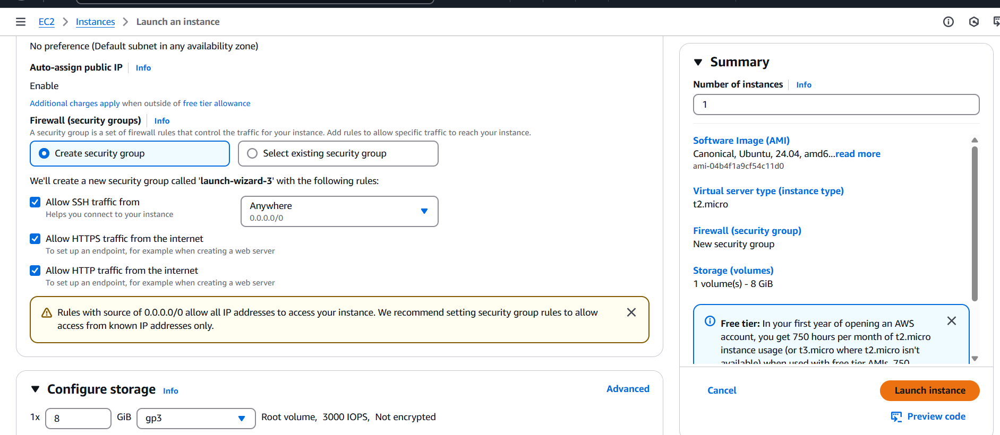 EC2 > Instances > Launch an instance
No preference (Default subnet in any availability zone)
Auto-assign public IP Info
Enable
Additional charges apply when outside of free tier allowance
Firewall (security groups) Info
A security group is a set of firewall rules that control the traffic for your instance. Add rules to allow specific traffic to reach your instance.
Create security group
Select existing security group
We'll create a new security group called 'launch-wizard-3' with the following rules:
Allow SSH traffic from
Helps you connect to your instance
Anywhere
0.0.0.0/0
Allow HTTPS traffic from the internet
To set up an endpoint, for example when creating a web server
Allow HTTP traffic from the internet
To set up an endpoint, for example when creating a web server
Rules with source of 0.0.0.0/0 allow all IP addresses to access your instance. We recommend setting security group rules to allow
access from known IP addresses only.
Configure storage Info
Advanced
1x 8 GiB gp3 Root volume, 3000 IOPS, Not encrypted
Summary
Number of instances Info
1
Software Image (AMI)
Canonical, Ubuntu, 24.04, amd6...read more
ami-04b4f1a9cf54c11d0
Virtual server type (instance type)
t2.micro
Firewall (security group)
New security group
Storage (volumes)
1 volume(s) - 8 GiB
Free tier: In your first year of opening an AWS
account, you get 750 hours per month of t2.micro
instance usage (or t3.micro where t2.micro isn't
available) when used with free tier AMIs, 750
Cancel
Launch instance
Preview code